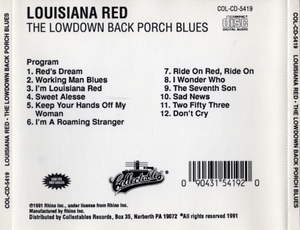 LOUISIANA RED
COL-CD-5419
THE LOWDOWN BACK PORCH BLUES
COMPACT
disc
DIGITAL AUDIO
Program
1. Red's Dream
2. Working Man Blues
3. I'm Louisiana Red
4. Sweet Alesse
5. Keep Your Hands Off My
Woman
6. I'm A Roaming Stranger
7. Ride On Red, Ride On
8. I Wonder Who
9. The Seventh Son
10. Sad News
11. Two Fifty Three
12. Don't Cry
Collectables
0 90431 54192 0
©1991 By Rhino Inc., under license from Rhino Inc.
Manufactured by Rhino Inc.
Distributed by Collectables Records, Box 35, Narberth PA 19072
®All rights reserved 1991
COL-CD-5419 LOUISIANA RED - THE LOWDOWN BACK PORCH BLUES
LOUISIANA RED - THE LOWDOWN BACK PORCH BLUES COL-CD-5419